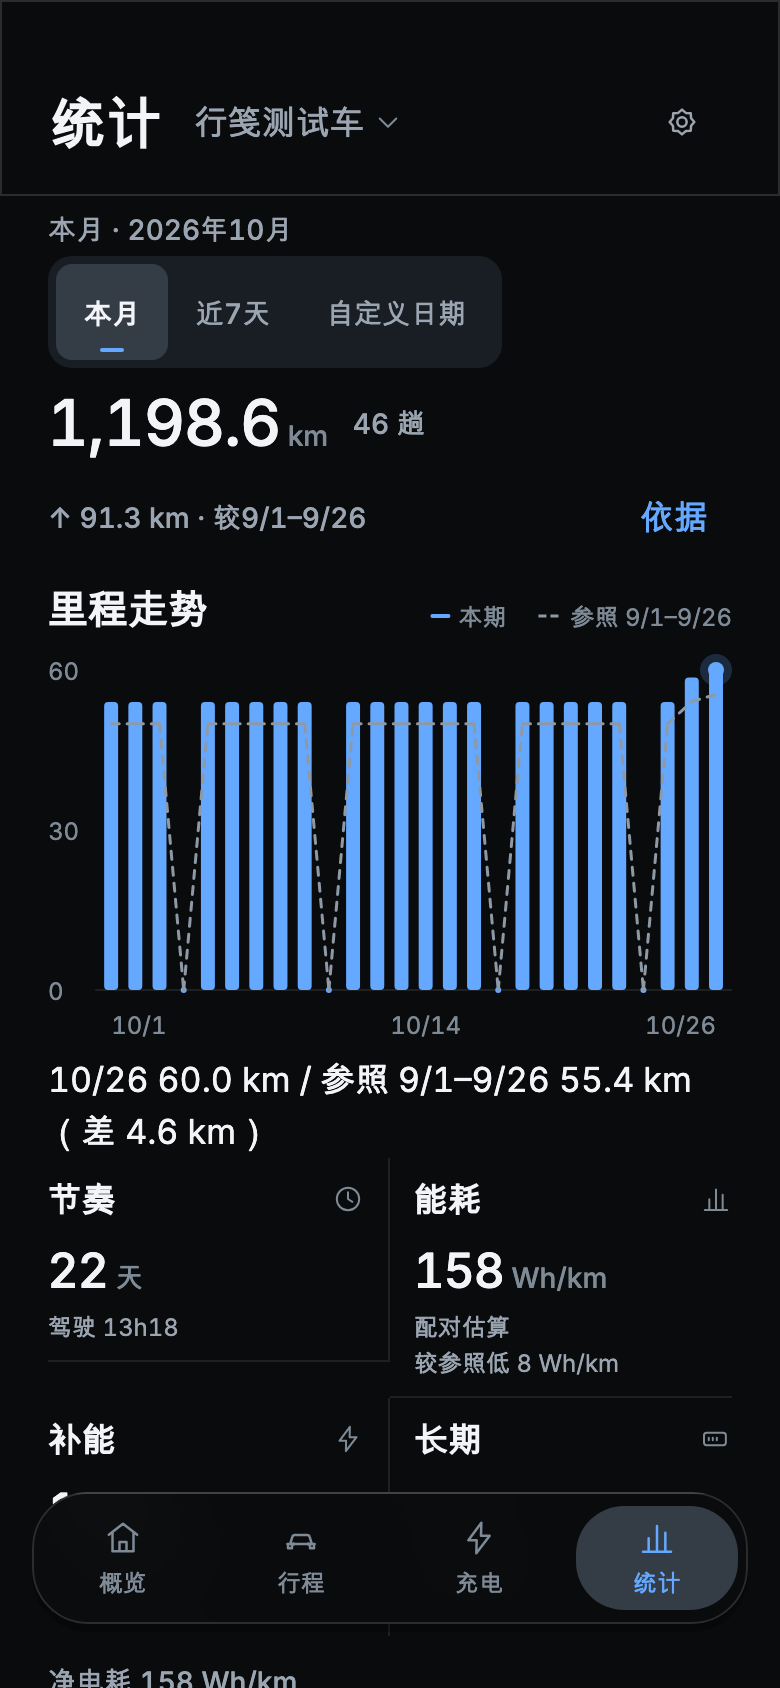 统计 行笺测试车
本月 · 2026年10月
本月 近7天 自定义日期
1,198.6 km 46 趟
↑ 91.3 km · 较9/1–9/26 依据
里程走势 本期 参照 9/1–9/26
60
30
0
10/1 10/14 10/26
10/26 60.0 km / 参照 9/1–9/26 55.4 km
( 差 4.6 km )
节奏
22 天
驾驶 13h18
能耗
158 Wh/km
配对估算
较参照低 8 Wh/km
补能
长期
概览 行程 充电 统计
净电耗 158 Wh/km